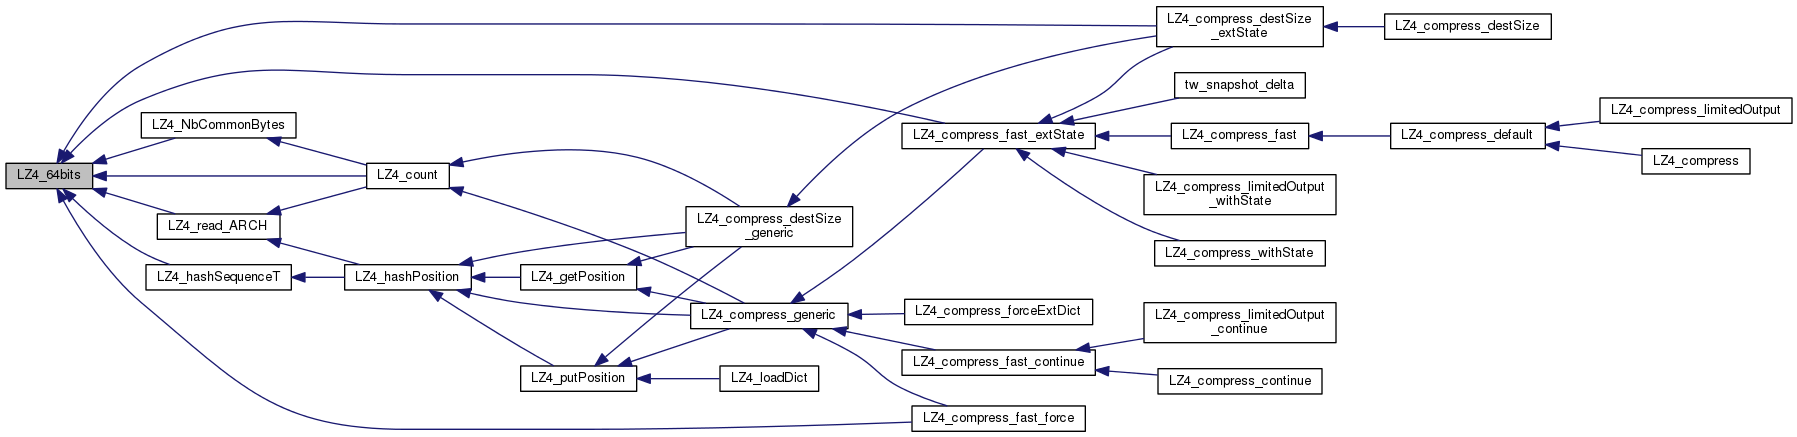 LZ4_64bits
LZ4_NbCommonBytes
LZ4_read_ARCH
LZ4_hashSequenceT
LZ4_count
LZ4_hashPosition
LZ4_getPosition
LZ4_putPosition
LZ4_compress_destSize
_generic
LZ4_compress_generic
LZ4_loadDict
LZ4_compress_fast_extState
LZ4_compress_forceExtDict
LZ4_compress_fast_continue
LZ4_compress_fast_force
LZ4_compress_destSize
_extState
tw_snapshot_delta
LZ4_compress_fast
LZ4_compress_limitedOutput
_withState
LZ4_compress_withState
LZ4_compress_limitedOutput
_continue
LZ4_compress_continue
LZ4_compress_destSize
LZ4_compress_default
LZ4_compress_limitedOutput
LZ4_compress